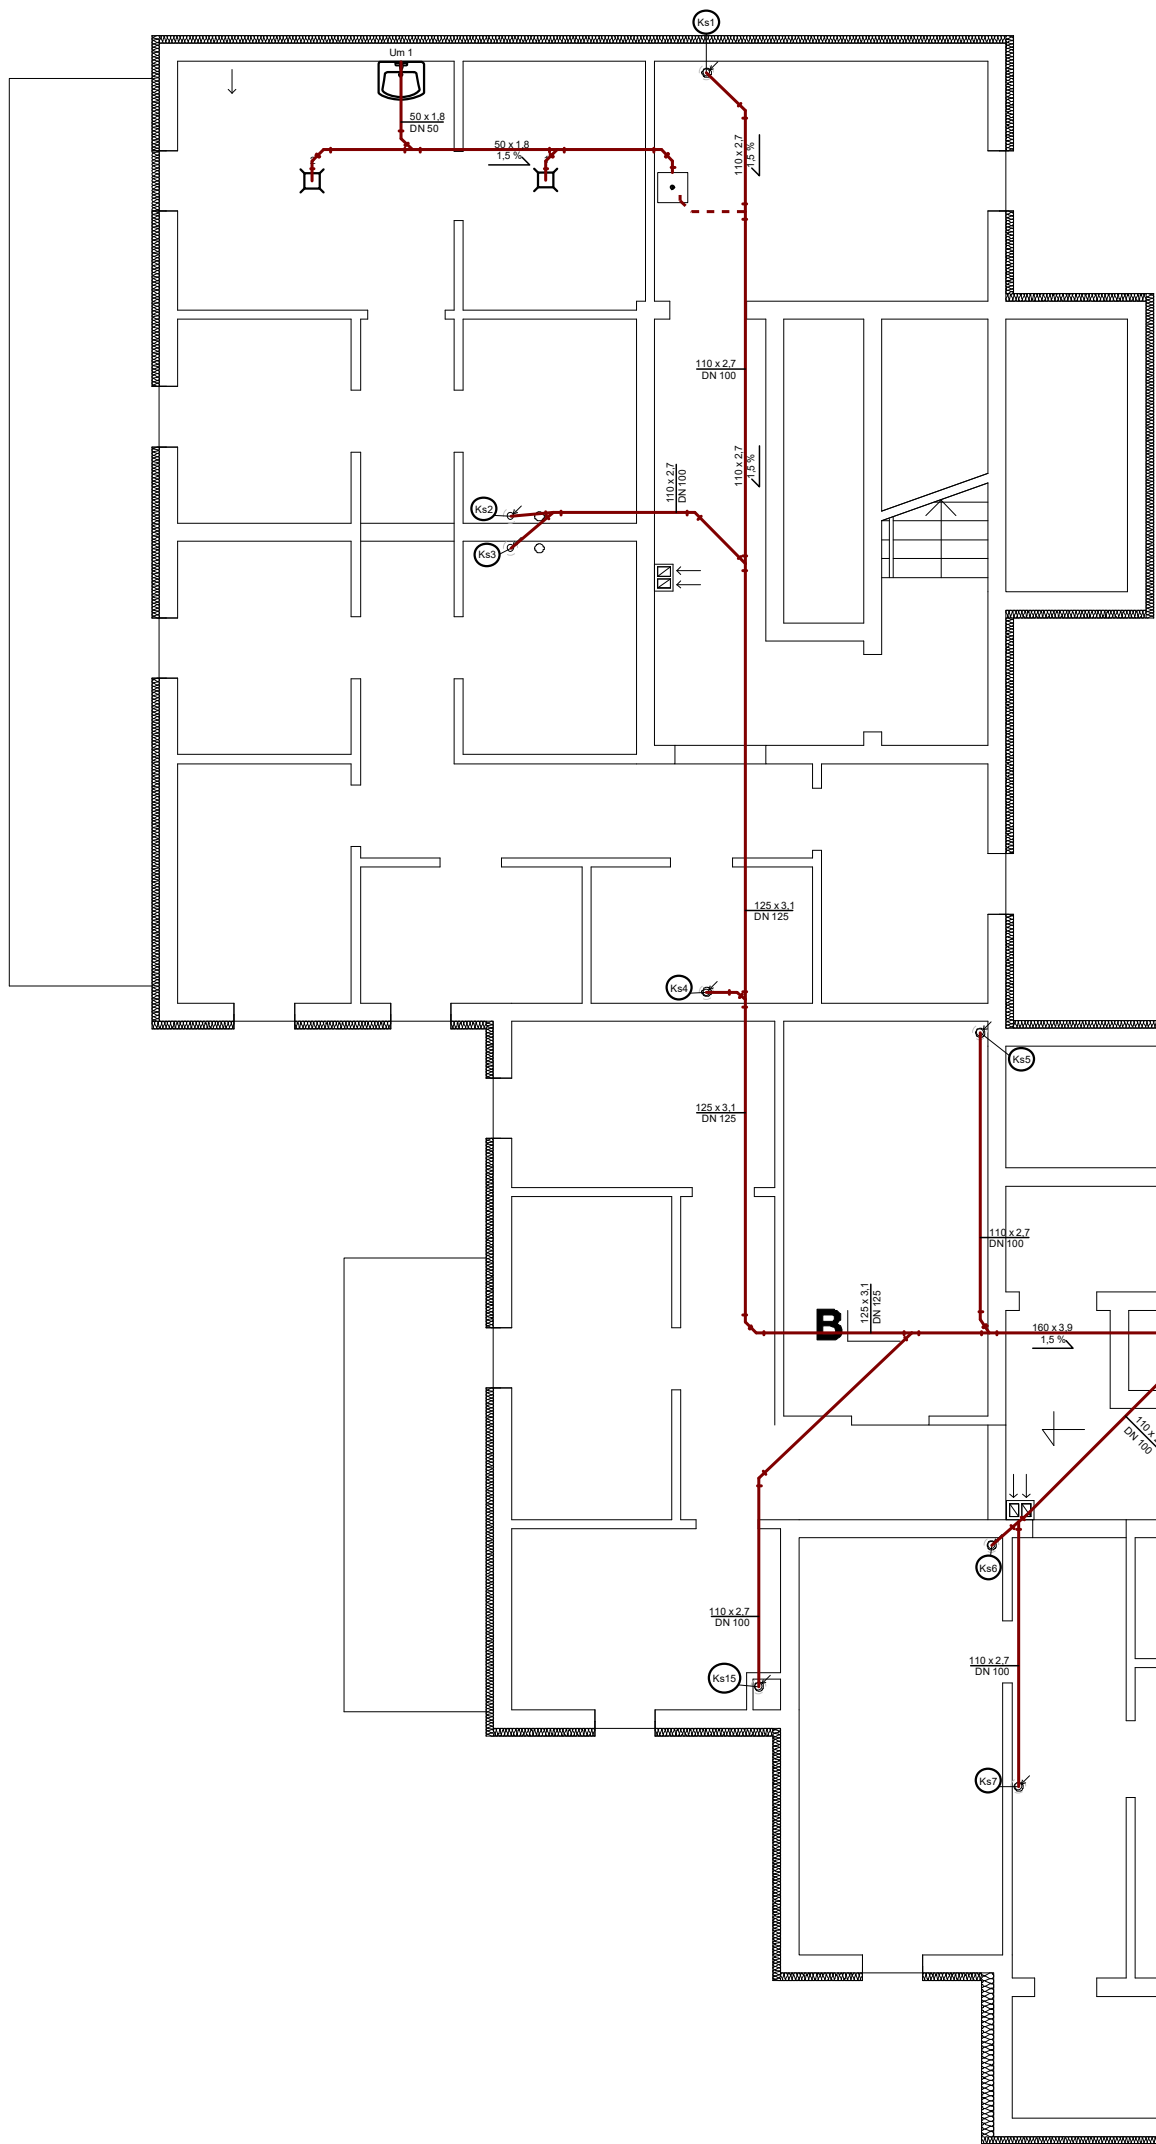 Ks1
Um 1
50 x 1,8
DN 50
50 x 1,8
1,5 %
110 x 2,7
1,5 %
110 x 2,7
DN 100
110 x 2,7
1,5 %
110 x 2,7
DN 100
Ks2
Ks3
125 x 3,1
DN 125
Ks4
Ks5
125 x 3,1
DN 125
110 x 2,7
DN 100
125 x 3,1
DN 125
B
160 x 3,9
1,5 %
110 x
DN 100
Ks6
110 x 2,7
DN 100
110 x 2,7
DN 100
Ks15
Ks7